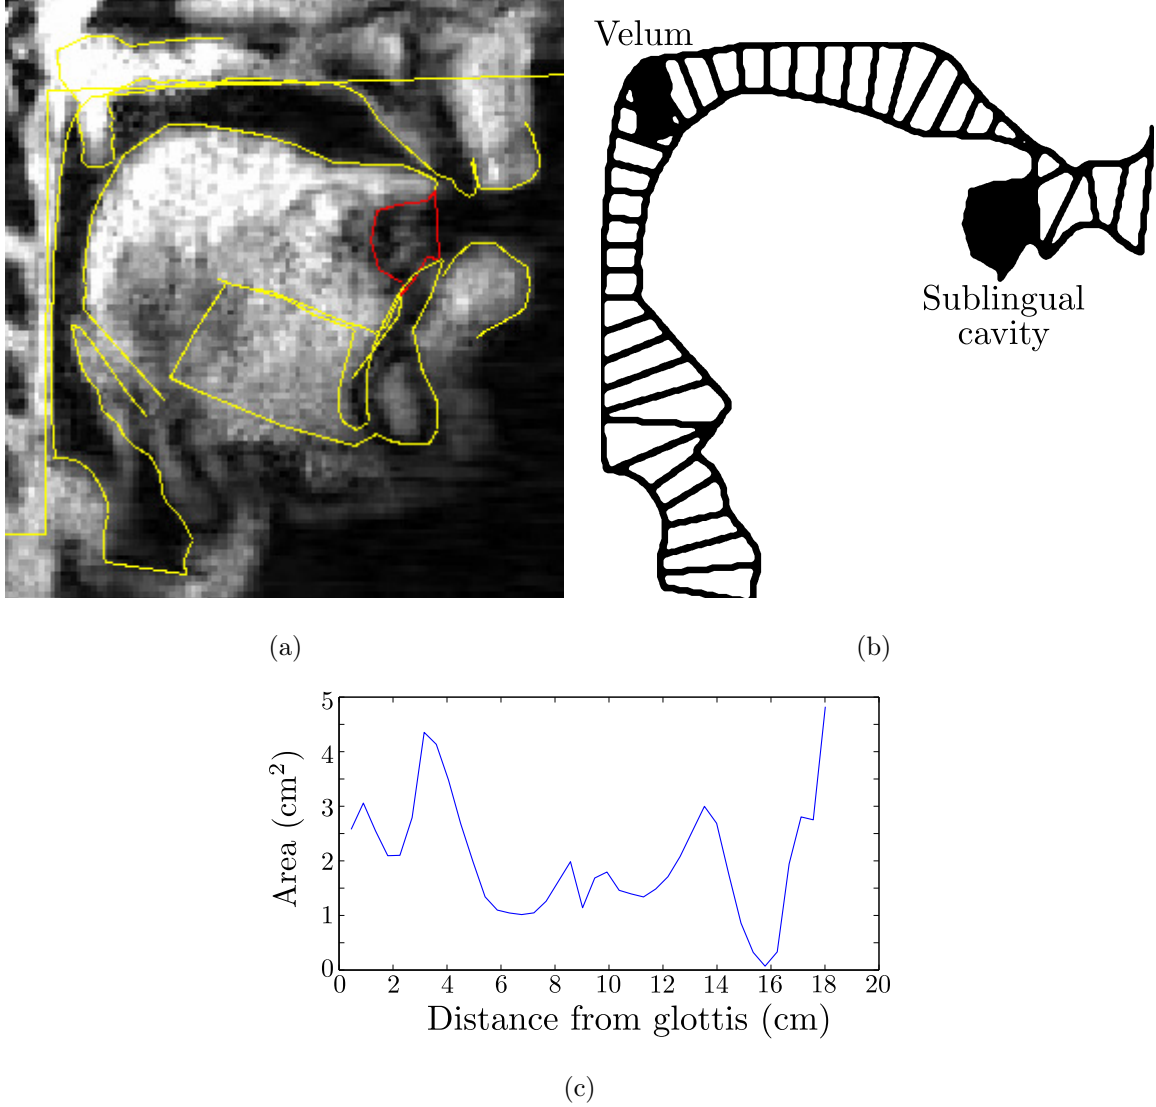 Velum
Sublingual
cavity
(a)
(b)
5
4
3
2
1
0
Area (cm²)
0 2 4 6 8 10 12 14 16 18 20
Distance from glottis (cm)
(c)